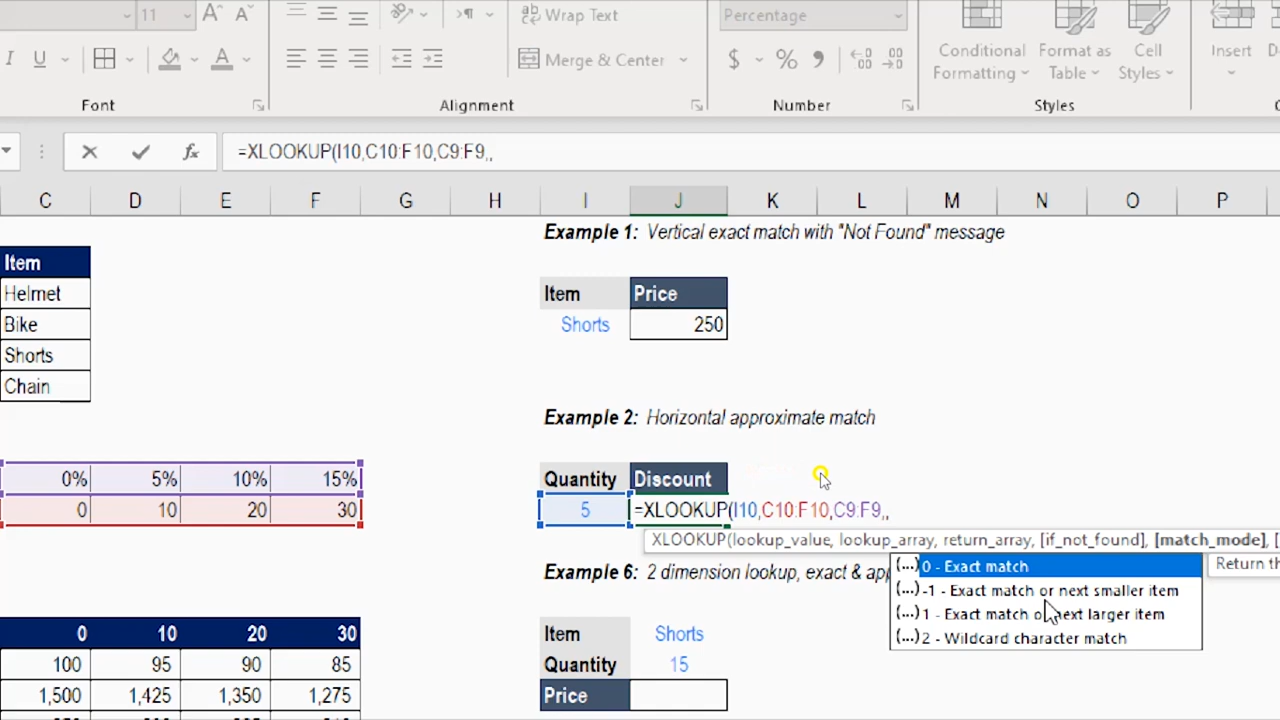 11 A A ab Wrap Text Percentage
I U A Merge & Center $ % Conditional Formatting Format as Table Cell Styles Insert
Font Alignment Number Styles
fx =XLOOKUP(I10,C10:F10,C9:F9,,
C D E F G H I J K L M N O P
Example 1: Vertical exact match with "Not Found" message
Item
Helmet Item Price
Bike Shorts 250
Shorts
Chain
Example 2: Horizontal approximate match
0% 5% 10% 15% Quantity Discount
0 10 20 30 5 =XLOOKUP(I10,C10:F10,C9:F9,,
XLOOKUP(lookup_value, lookup_array, return_array, [if_not_found], [match_mode], [
(...) 0 - Exact match Return th
Example 6: 2 dimension lookup, exact & app
(...) -1 - Exact match or next smaller item
(...) 1 - Exact match or next larger item
(...) 2 - Wildcard character match
0 10 20 30 Item Shorts
100 95 90 85 Quantity 15
1,500 1,425 1,350 1,275 Price